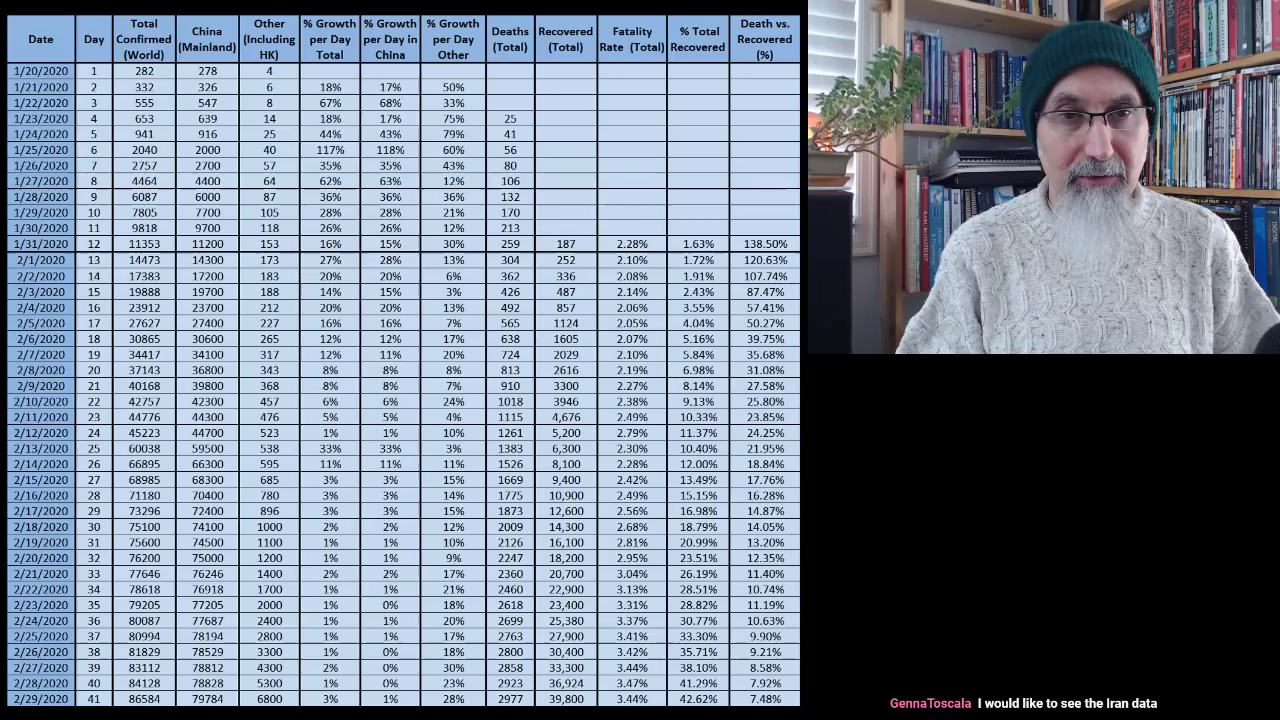 Date Day Total Confirmed (World) China (Mainland) Other (Including HK) % Growth per Day Total % Growth per Day in China % Growth per Day Other Deaths (Total) Recovered (Total) Fatality Rate (Total) % Total Recovered Death vs. Recovered (%)
1/20/2020 1 282 278 4
1/21/2020 2 332 326 6 18% 17% 50%
1/22/2020 3 555 547 8 67% 68% 33%
1/23/2020 4 653 639 14 18% 17% 75% 25
1/24/2020 5 941 916 25 44% 43% 79% 41
1/25/2020 6 2040 2000 40 117% 118% 60% 56
1/26/2020 7 2757 2700 57 35% 35% 43% 80
1/27/2020 8 4464 4400 64 62% 63% 12% 106
1/28/2020 9 6087 6000 87 36% 36% 36% 132
1/29/2020 10 7805 7700 105 28% 28% 21% 170
1/30/2020 11 9818 9700 118 26% 26% 12% 213
1/31/2020 12 11353 11200 153 16% 15% 30% 259 187 2.28% 1.63% 138.50%
2/1/2020 13 14473 14300 173 27% 28% 13% 304 252 2.10% 1.72% 120.63%
2/2/2020 14 17383 17200 183 20% 20% 6% 362 336 2.08% 1.91% 107.74%
2/3/2020 15 19888 19700 188 14% 15% 3% 426 487 2.14% 2.43% 87.47%
2/4/2020 16 23912 23700 212 20% 20% 13% 492 857 2.06% 3.55% 57.41%
2/5/2020 17 27627 27400 227 16% 16% 7% 565 1124 2.05% 4.04% 50.27%
2/6/2020 18 30865 30600 265 12% 12% 17% 638 1605 2.07% 5.16% 39.75%
2/7/2020 19 34417 34100 317 12% 11% 20% 724 2029 2.10% 5.84% 35.68%
2/8/2020 20 37143 36800 343 8% 8% 8% 813 2616 2.19% 6.98% 31.08%
2/9/2020 21 40168 39800 368 8% 8% 7% 910 3300 2.27% 8.14% 27.58%
2/10/2020 22 42757 42300 457 6% 6% 24% 1018 3946 2.38% 9.13% 25.80%
2/11/2020 23 44776 44300 476 5% 5% 4% 1115 4,676 2.49% 10.33% 23.85%
2/12/2020 24 45223 44700 523 1% 1% 10% 1261 5,200 2.79% 11.37% 24.25%
2/13/2020 25 60038 59500 538 33% 33% 3% 1383 6,300 2.30% 10.40% 21.95%
2/14/2020 26 66895 66300 595 11% 11% 11% 1526 8,100 2.28% 12.00% 18.84%
2/15/2020 27 68985 68300 685 3% 3% 15% 1669 9,400 2.42% 13.49% 17.76%
2/16/2020 28 71180 70400 780 3% 3% 14% 1775 10,900 2.49% 15.15% 16.28%
2/17/2020 29 73296 72400 896 3% 3% 15% 1873 12,600 2.56% 16.98% 14.87%
2/18/2020 30 75100 74100 1000 2% 2% 12% 2009 14,300 2.68% 18.79% 14.05%
2/19/2020 31 75600 74500 1100 1% 1% 10% 2126 16,100 2.81% 20.99% 13.20%
2/20/2020 32 76200 75000 1200 1% 1% 9% 2247 18,200 2.95% 23.51% 12.35%
2/21/2020 33 77646 76246 1400 2% 2% 17% 2360 20,700 3.04% 26.19% 11.40%
2/22/2020 34 78618 76918 1700 1% 1% 21% 2460 22,900 3.13% 28.51% 10.74%
2/23/2020 35 79205 77205 2000 1% 0% 18% 2618 23,400 3.31% 28.82% 11.19%
2/24/2020 36 80087 77687 2400 1% 1% 20% 2699 25,380 3.37% 30.77% 10.63%
2/25/2020 37 80994 78194 2800 1% 1% 17% 2763 27,900 3.41% 33.30% 9.90%
2/26/2020 38 81829 78529 3300 1% 0% 18% 2800 30,400 3.42% 35.71% 9.21%
2/27/2020 39 83112 78812 4300 2% 0% 30% 2858 33,300 3.44% 38.10% 8.58%
2/28/2020 40 84128 78828 5300 1% 0% 23% 2923 36,924 3.47% 41.29% 7.92%
2/29/2020 41 86584 79784 6800 3% 1% 28% 2977 39,800 3.44% 42.62% 7.48%
GennaToscala I would like to see the Iran data